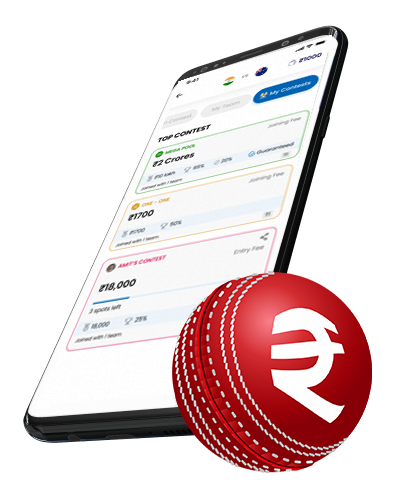 9:41
VS
₹1000
Contest
My Team
My Contests
TOP CONTEST
MEGA POOL
Joining Fee
₹2 Crores
₹10 lakh
65%
20%
Guaranteed
Joined with 1 team
ONE - ONE
Joining Fee
₹1700
₹1700
50%
Joined with 1 team
AMIT'S CONTEST
Entry Fee
₹18,000
3 spots left
18,000
25%
Joined with 1 team
₹